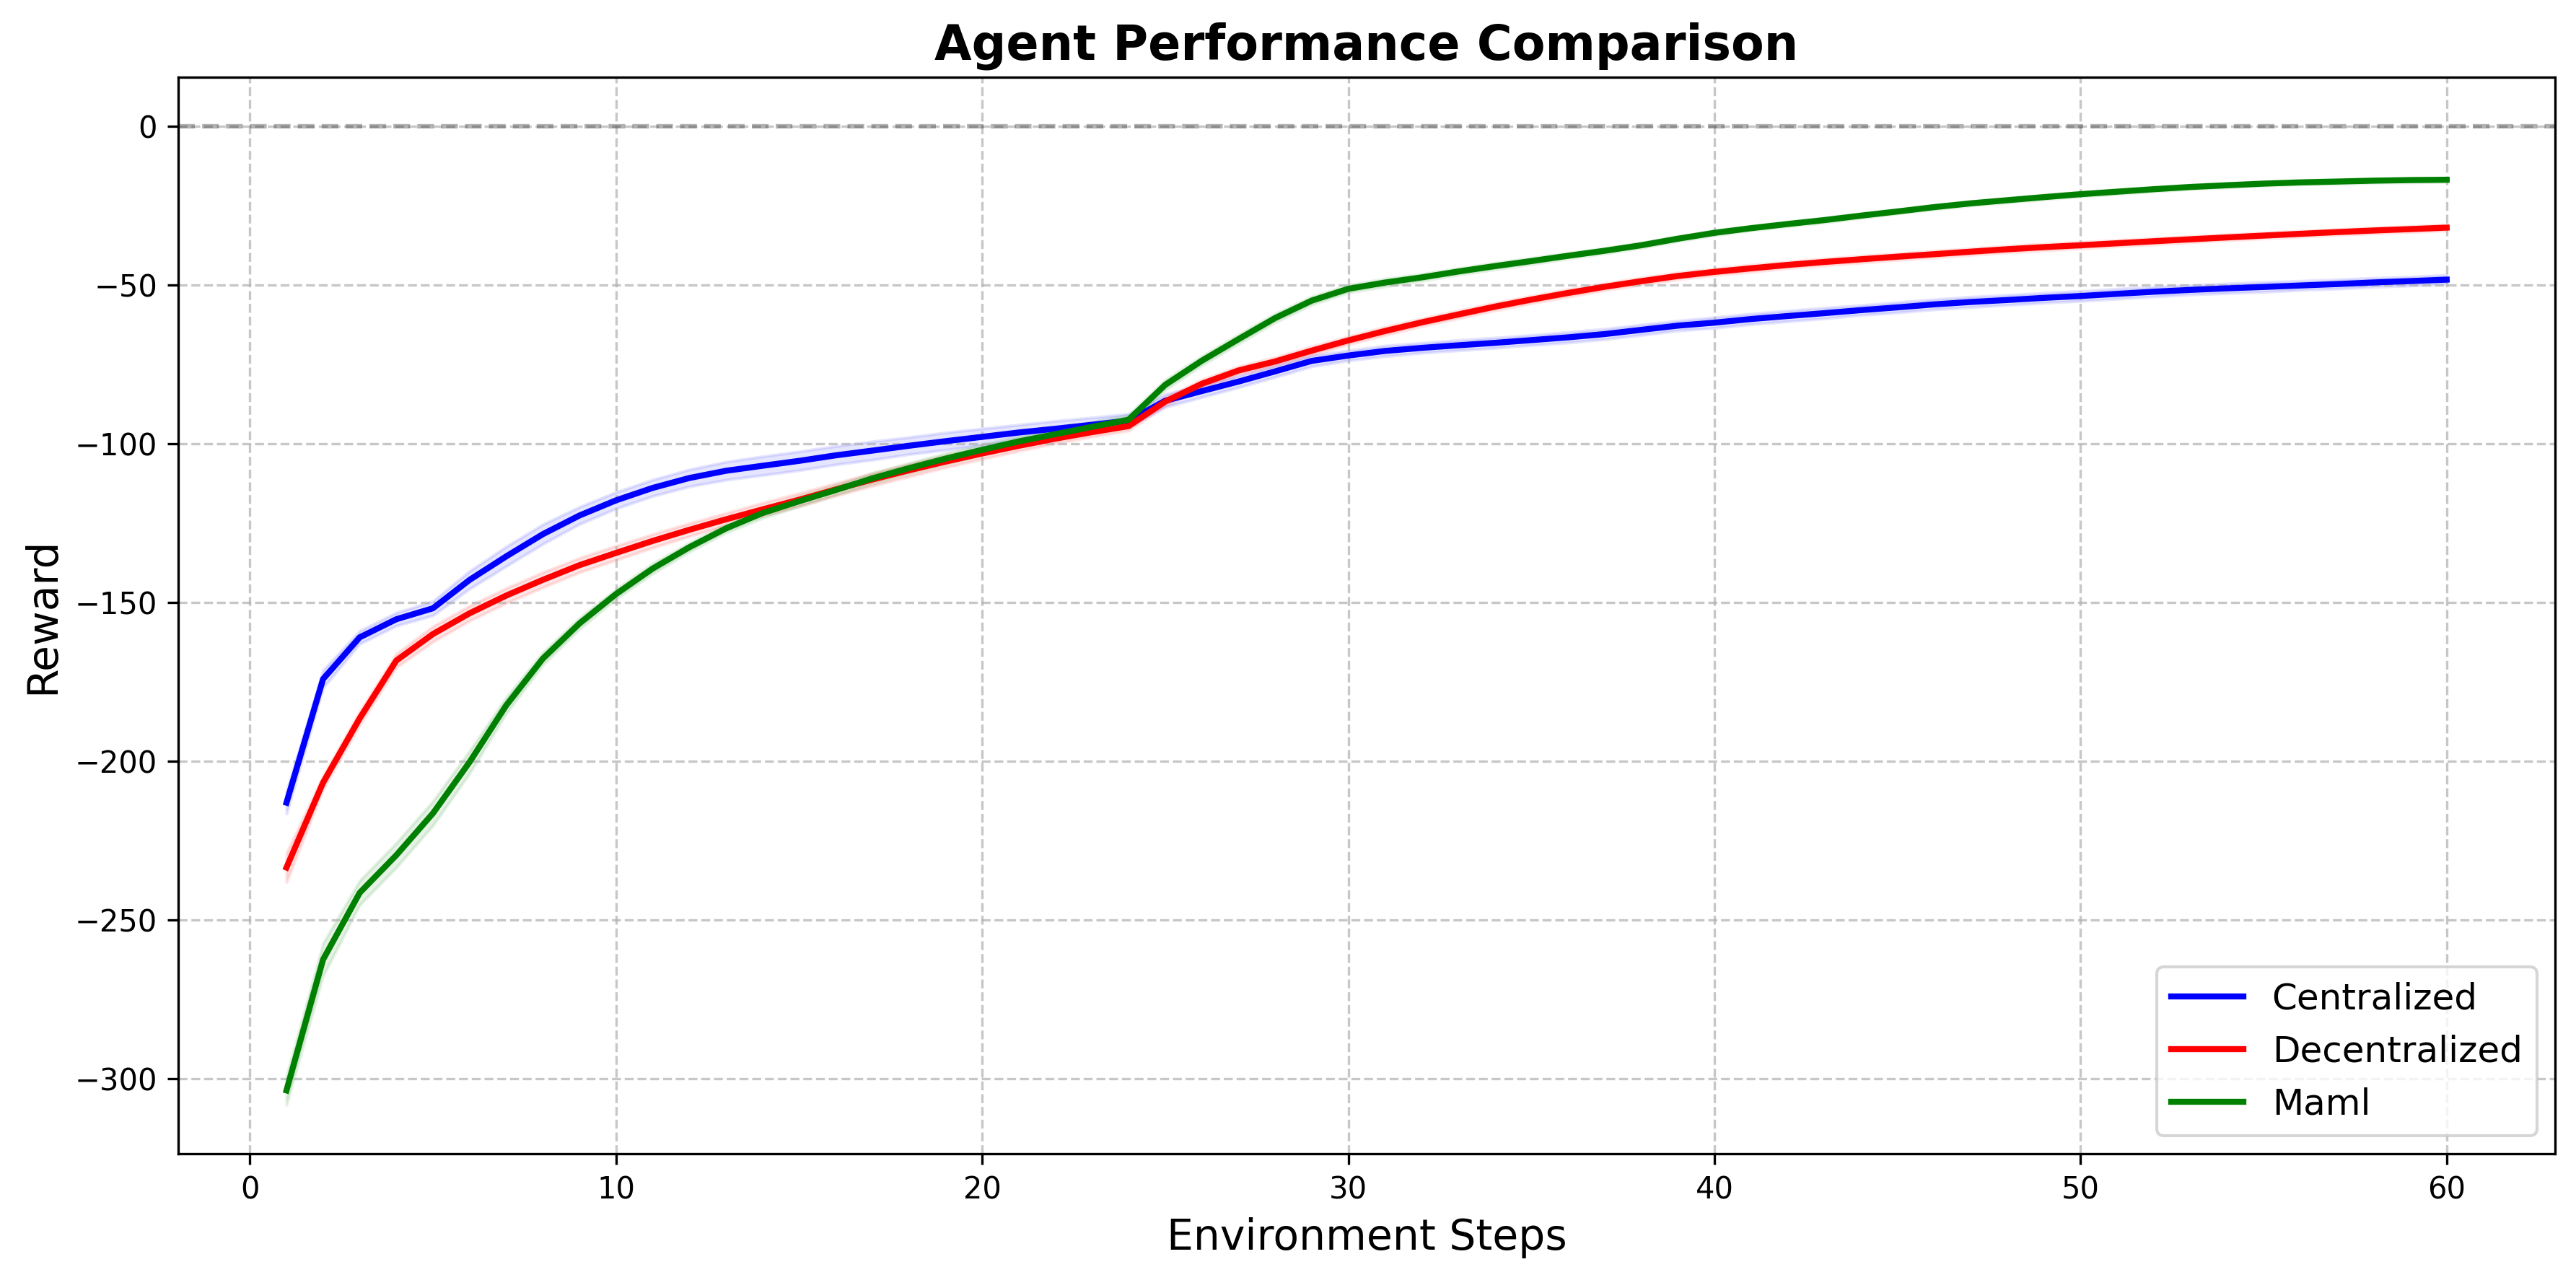 Agent Performance Comparison
Reward
0
−50
−100
−150
−200
−250
−300
0 10 20 30 40 50 60
Environment Steps
Centralized
Decentralized
Maml